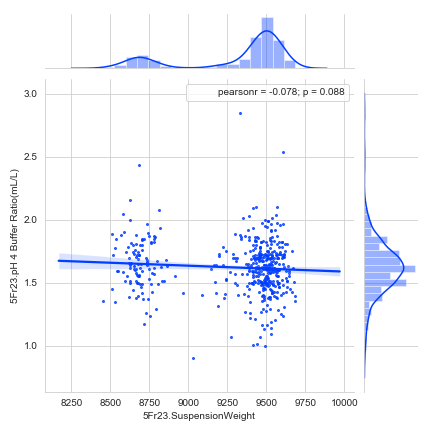 pearsonr = -0.078; p = 0.088
3.0
2.5
2.0
1.5
1.0
5Fr23.pH 4 Buffer Ratio(mL/L)
8250 8500 8750 9000 9250 9500 9750 10000
5Fr23.SuspensionWeight